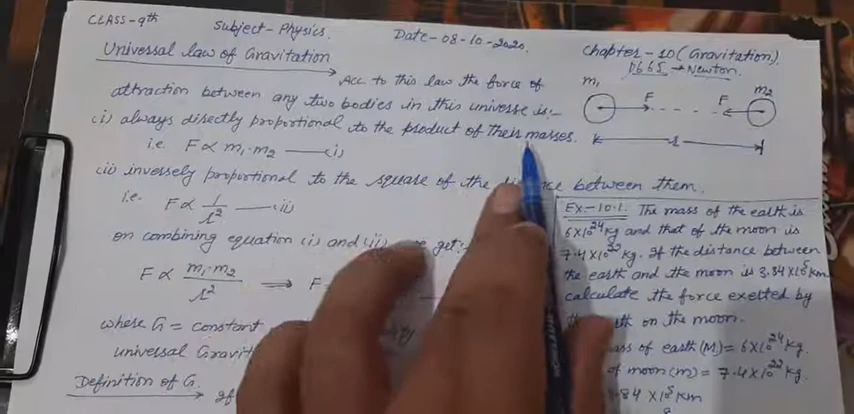 CLASS-9th Subject-Physics. Date-08-10-2020. Chapter-10 (Gravitation)
1665 → Newton.
Universal law of Gravitation → Acc to this law the force of
attraction between any two bodies in this universe is:-
(i) always directly proportional to the product of their masses.
i.e. F ∝ m₁.m₂ —(i)
(ii) inversely proportional to the square of the between them.
i.e. F ∝ 1/r² —(ii)
on combining equation (i) and (ii) get:-
F ∝ m₁.m₂/r² ⟹ F
where G = constant
universal
Definition of G. →
m₁ m₂
F F
r
Ex-10.1. The mass of the earth is
6×10²⁴ kg and that of the moon is
7.4×10²² kg. If the distance between
the earth and the moon is 3.84×10⁵ km
calculate the force exerted by
on the moon.
of earth (M) = 6×10²⁴ kg.
moon (m) = 7.4×10²² kg.
84×10⁵ km